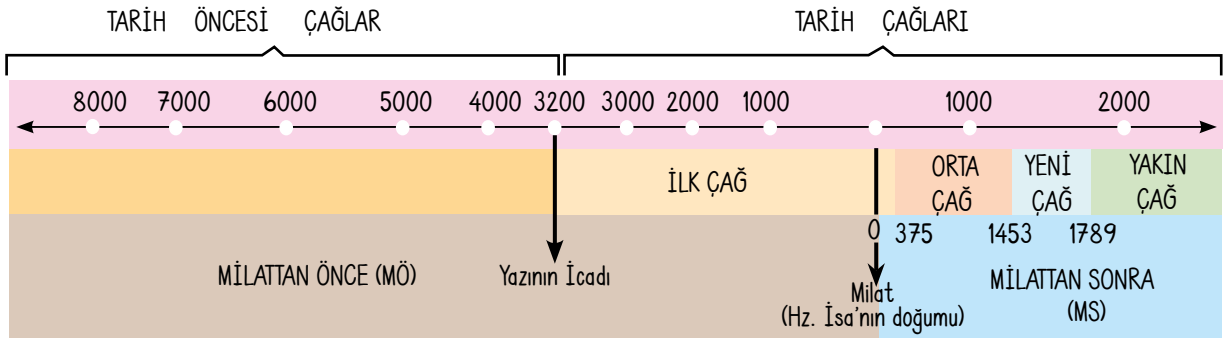 TARİH ÖNCESİ ÇAĞLAR
TARİH ÇAĞLARI
8000 7000 6000 5000 4000 3200 3000 2000 1000 1000 2000
İLK ÇAĞ
ORTA
ÇAĞ
YENİ
ÇAĞ
YAKIN
ÇAĞ
0 375 1453 1789
MİLATTAN ÖNCE (MÖ)
Yazının İcadı
Milat
(Hz. İsa'nın doğumu)
MİLATTAN SONRA
(MS)